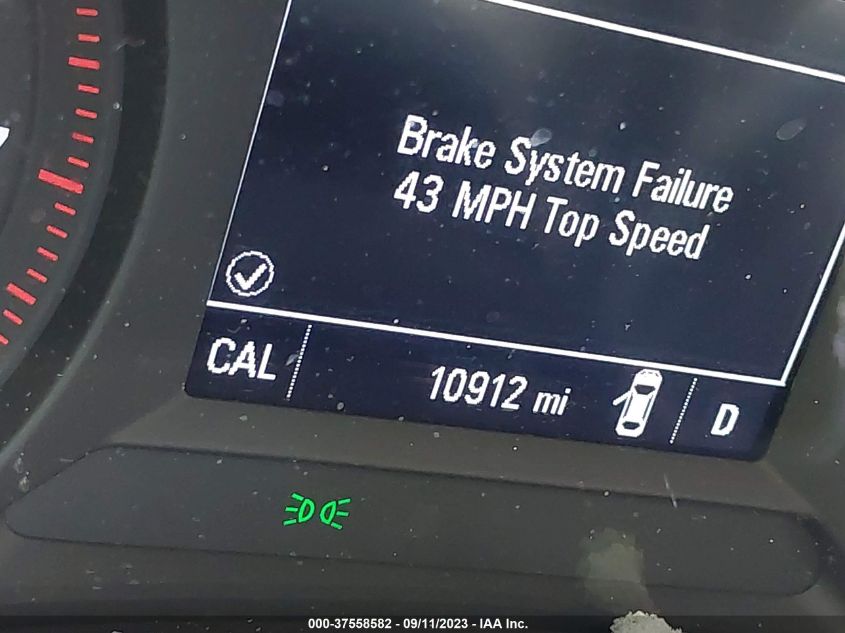 Brake System Failure
43 MPH Top Speed
CAL 10912 mi D
000-37558582 - 09/11/2023 - IAA Inc.